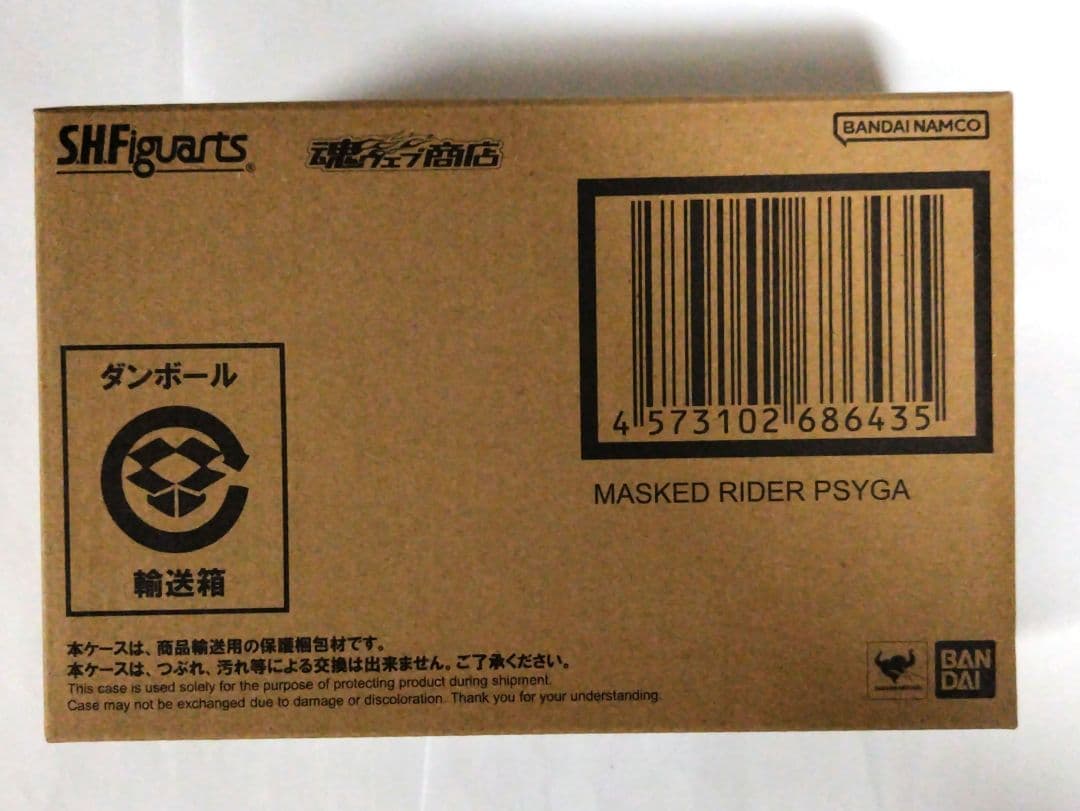 S.H.Figuarts®
魂ウェブ商店
BANDAI NAMCO
4 573102 686435
MASKED RIDER PSYGA
ダンボール
輸送箱
本ケースは、商品輸送用の保護梱包材です。
本ケースは、つぶれ、汚れ等による交換は出来ません。ご了承ください。
This case is used solely for the purpose of protecting product during shipment.
Case may not be exchanged due to damage or discoloration. Thank you for your understanding.
BAN
DAI